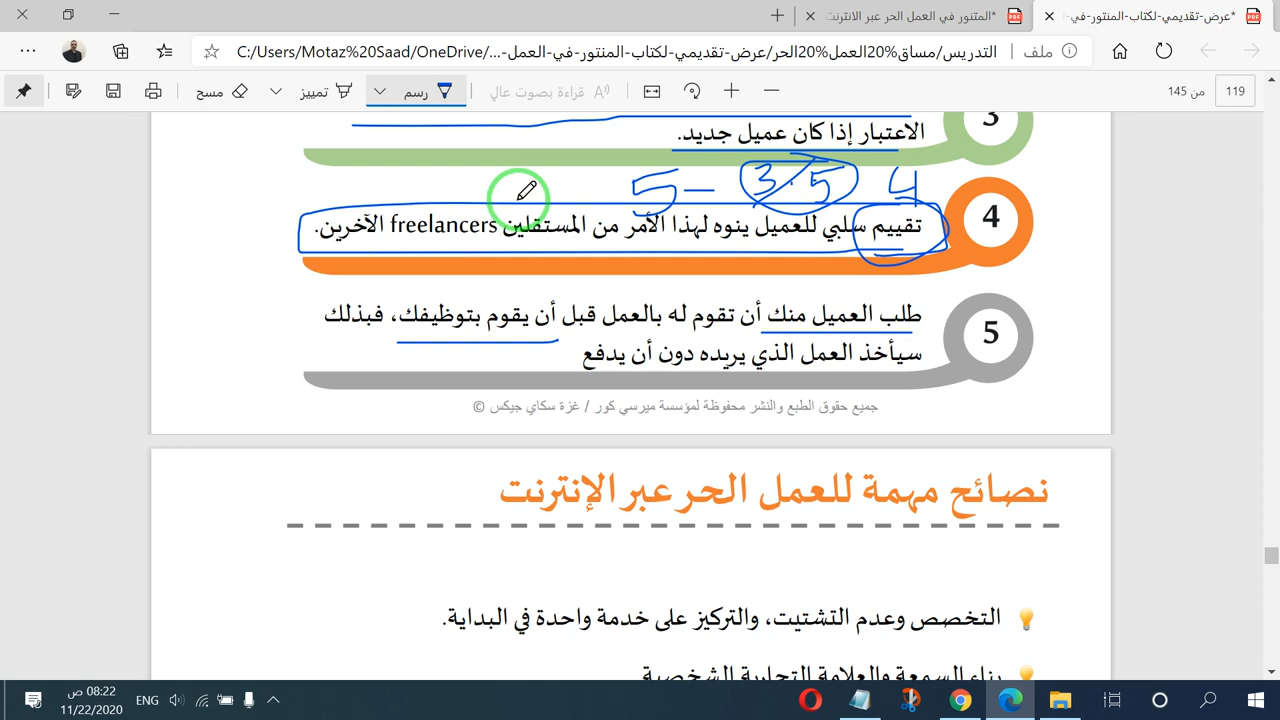 *عرض-تقديمي-لكتاب-المنتور-في-ا
*المنتور في العمل الحر عبر الانترنت
ملف
C:/Users/Motaz%20Saad/OneDrive/التدريس/مساق%20العمل%20الحر/عرض-تقديمي-لكتاب-المنتور-في-العمل-...
119
من 145
قراءة بصوت عالٍ
رسم
تمييز
مسح
3
الاعتبار إذا كان عميل جديد.
4 3.5 – 5
4
تقييم سلبي للعميل ينوه لهذا الأمر من المستقلين freelancers الآخرين.
5
طلب العميل منك أن تقوم له بالعمل قبل أن يقوم بتوظيفك، فبذلك
سيأخذ العمل الذي يريده دون أن يدفع
جميع حقوق الطبع والنشر محفوظة لمؤسسة ميرسي كور / غزة سكاي جيكس ©
نصائح مهمة للعمل الحر عبر الإنترنت
التخصص وعدم التشتيت، والتركيز على خدمة واحدة في البداية.
بناء السمعة والعلامة التجارية الشخصية
ENG
08:22 ص
11/22/2020